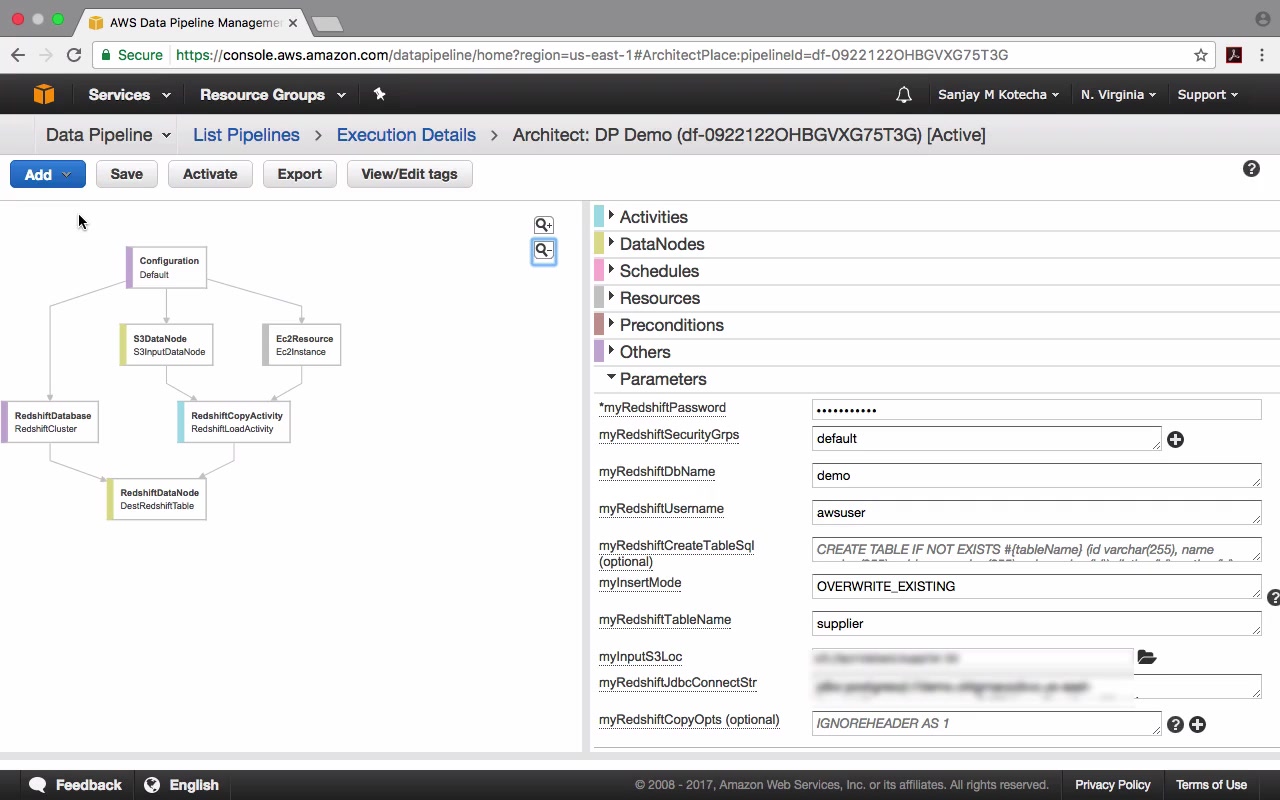 AWS Data Pipeline Manageme
Secure https://console.aws.amazon.com/datapipeline/home?region=us-east-1#ArchitectPlace:pipelineId=df-0922122OHBGVXG75T3G
Services Resource Groups Sanjay M Kotecha N. Virginia Support
Data Pipeline List Pipelines > Execution Details > Architect: DP Demo (df-0922122OHBGVXG75T3G) [Active]
Add Save Activate Export View/Edit tags
Configuration
Default
S3DataNode
S3InputDataNode
Ec2Resource
Ec2Instance
RedshiftDatabase
RedshiftCluster
RedshiftCopyActivity
RedshiftLoadActivity
RedshiftDataNode
DestRedshiftTable
Activities
DataNodes
Schedules
Resources
Preconditions
Others
Parameters
*myRedshiftPassword •••••••••••
myRedshiftSecurityGrps default
myRedshiftDbName demo
myRedshiftUsername awsuser
myRedshiftCreateTableSql CREATE TABLE IF NOT EXISTS #{tableName} (id varchar(255), name
(optional)
myInsertMode OVERWRITE_EXISTING
myRedshiftTableName supplier
myInputS3Loc
myRedshiftJdbcConnectStr
myRedshiftCopyOpts (optional) IGNOREHEADER AS 1
Feedback English © 2008 - 2017, Amazon Web Services, Inc. or its affiliates. All rights reserved. Privacy Policy Terms of Use